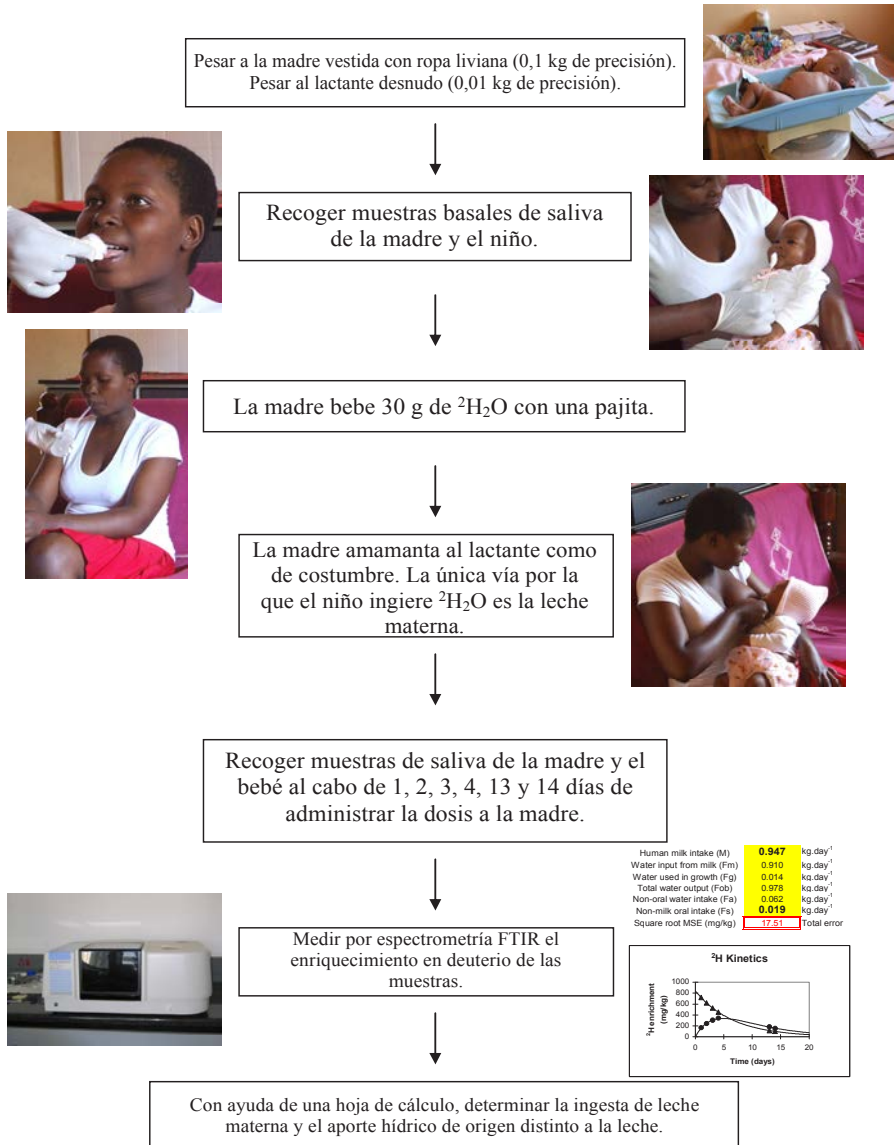 Pesar a la madre vestida con ropa liviana (0,1 kg de precisión).
Pesar al lactante desnudo (0,01 kg de precisión).
Recoger muestras basales de saliva
de la madre y el niño.
La madre bebe 30 g de ²H₂O con una pajita.
La madre amamanta al lactante como
de costumbre. La única vía por la
que el niño ingiere ²H₂O es la leche
materna.
Recoger muestras de saliva de la madre y el
bebé al cabo de 1, 2, 3, 4, 13 y 14 días de
administrar la dosis a la madre.
Human milk intake (M) 0.947 kg.day⁻¹
Water input from milk (Fm) 0.910 kg.day⁻¹
Water used in growth (Fg) 0.014 kg.day⁻¹
Total water output (Fob) 0.978 kg.day⁻¹
Non-oral water intake (Fa) 0.062 kg.day⁻¹
Non-milk oral intake (Fs) 0.019 kg.day⁻¹
Square root MSE (mg/kg) 17.51 Total error
Medir por espectrometría FTIR el
enriquecimiento en deuterio de las
muestras.
²H Kinetics
²H enrichment
(mg/kg)
1000
800
600
400
200
0
0 5 10 15 20
Time (days)
Con ayuda de una hoja de cálculo, determinar la ingesta de leche
materna y el aporte hídrico de origen distinto a la leche.